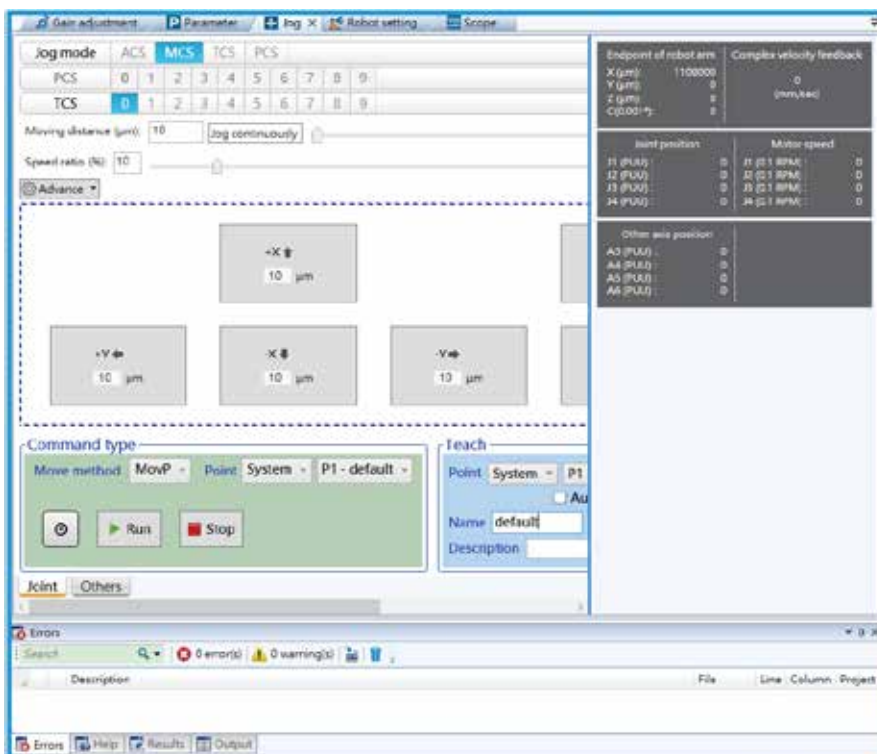 Gain adjustment Parameter Jog Robot setting Scope
Jog mode ACS MCS TCS PCS
PCS 0 1 2 3 4 5 6 7 8 9
TCS 0 1 2 3 4 5 6 7 8 9
Moving distance (μm): 10 Jog continuously
Speed ratio (%): 10
Advance
+X
10 μm
+Y -X -Y
10 μm 10 μm 10 μm
Command type
Move method MovP Point System P1 - default
Run Stop
Teach
Point System P1
Au
Name default
Description
Joint Others
Endpoint of robot arm Complex velocity feedback
X (μm): 1100000 0
Y (μm): 0 (mm/sec)
Z (μm): 0
C(0.001°): 0
Joint position Motor speed
J1 (PUU) : 0 J1 (0.1 RPM) : 0
J2 (PUU) : 0 J2 (0.1 RPM) : 0
J3 (PUU) : 0 J3 (0.1 RPM) : 0
J4 (PUU) : 0 J4 (0.1 RPM) : 0
Other axis position
A3 (PUU) : 0
A4 (PUU) : 0
A5 (PUU) : 0
A6 (PUU) : 0
Errors
Search 0 error(s) 0 warning(s)
Description File Line Column Project
Errors Help Results Output